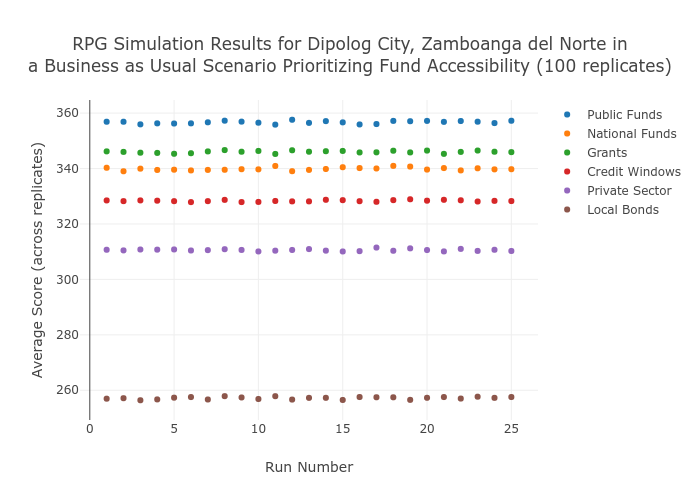 RPG Simulation Results for Dipolog City, Zamboanga del Norte in
a Business as Usual Scenario Prioritizing Fund Accessibility (100 replicates)
Average Score (across replicates)
360
340
320
300
280
260
0
5
10
15
20
25
Run Number
Public Funds
National Funds
Grants
Credit Windows
Private Sector
Local Bonds